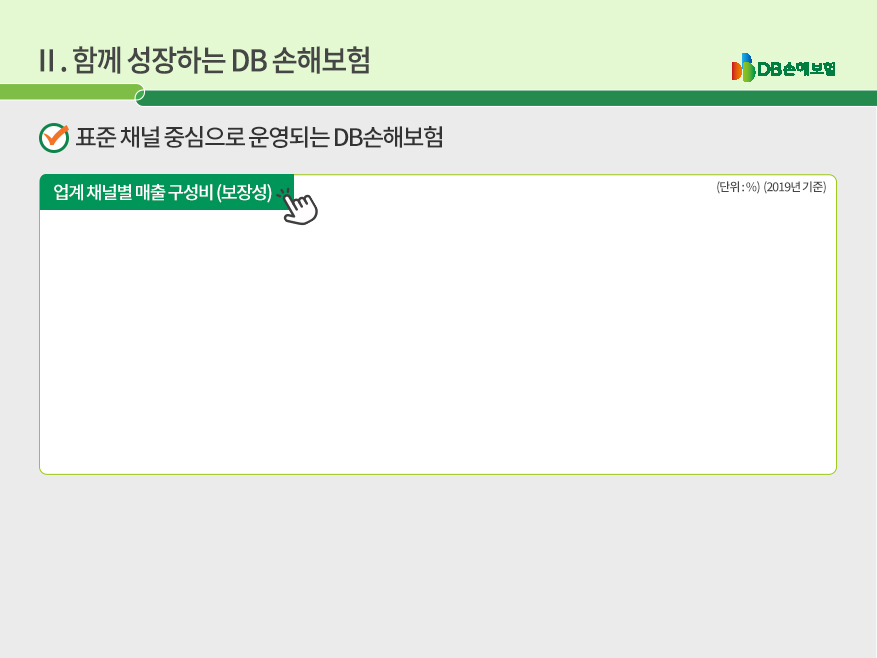 II. 함께 성장하는 DB 손해보험
DB손해보험
표준 채널 중심으로 운영되는 DB손해보험
업계 채널별 매출 구성비 (보장성)
(단위 : %) (2019년 기준)